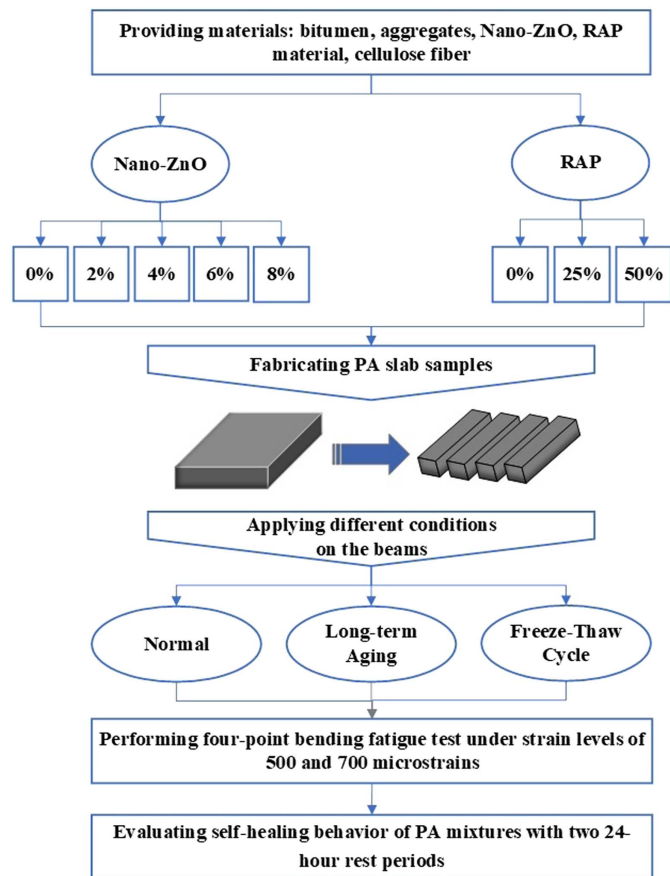 Providing materials: bitumen, aggregates, Nano-ZnO, RAP
material, cellulose fiber
Nano-ZnO
RAP
0%
2%
4%
6%
8%
0%
25%
50%
Fabricating PA slab samples
Applying different conditions
on the beams
Normal
Long-term
Aging
Freeze-Thaw
Cycle
Performing four-point bending fatigue test under strain levels of
500 and 700 microstrains
Evaluating self-healing behavior of PA mixtures with two 24-
hour rest periods